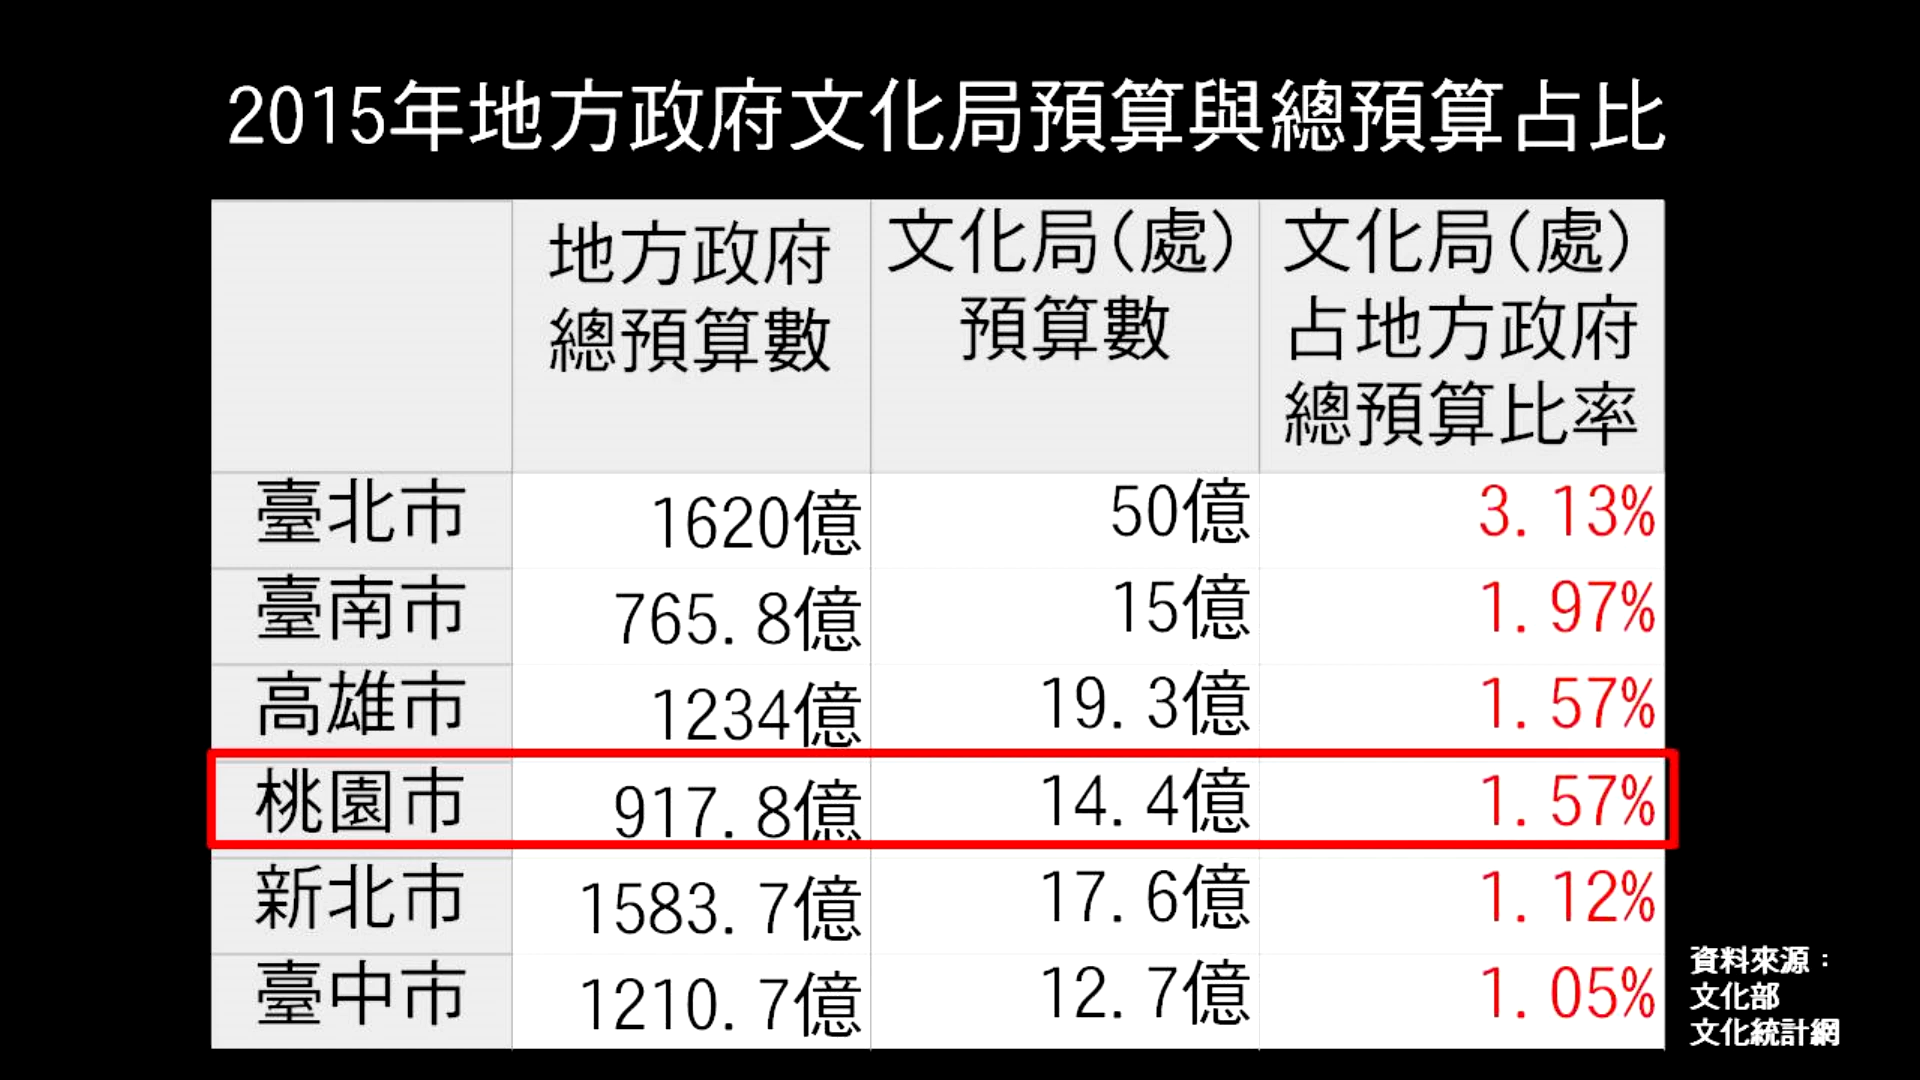 2015年地方政府文化局預算與總預算占比
地方政府
總預算數
文化局(處)
預算數
文化局(處)
占地方政府
總預算比率
臺北市 1620億 50億 3.13%
臺南市 765.8億 15億 1.97%
高雄市 1234億 19.3億 1.57%
桃園市 917.8億 14.4億 1.57%
新北市 1583.7億 17.6億 1.12%
臺中市 1210.7億 12.7億 1.05%
資料來源：
文化部
文化統計網